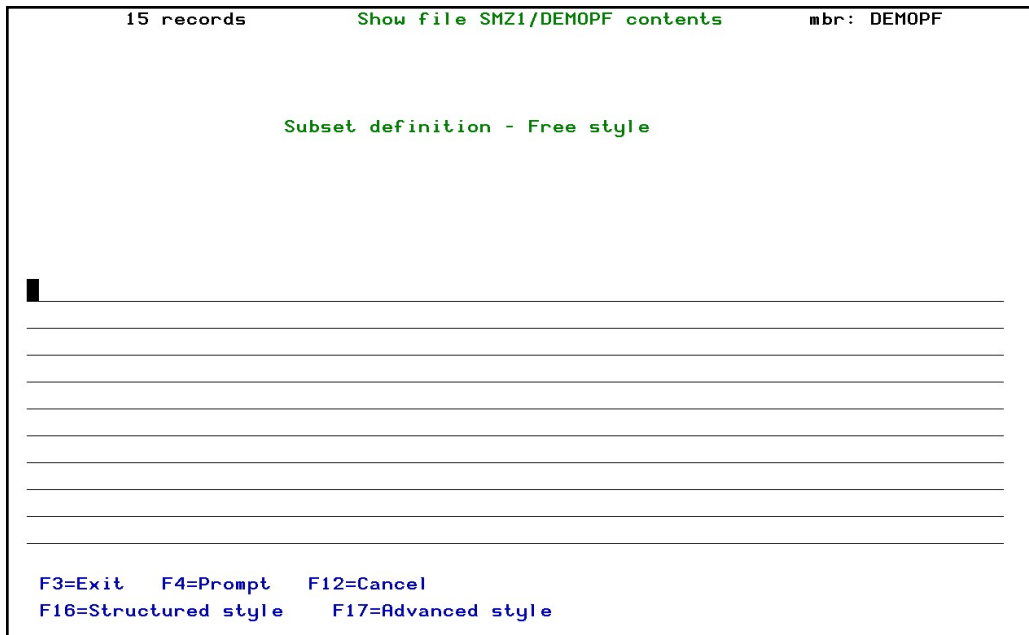 15 records Show file SMZ1/DEMOPF contents mbr: DEMOPF
Subset definition - Free style
F3=Exit F4=Prompt F12=Cancel
F16=Structured style F17=Advanced style